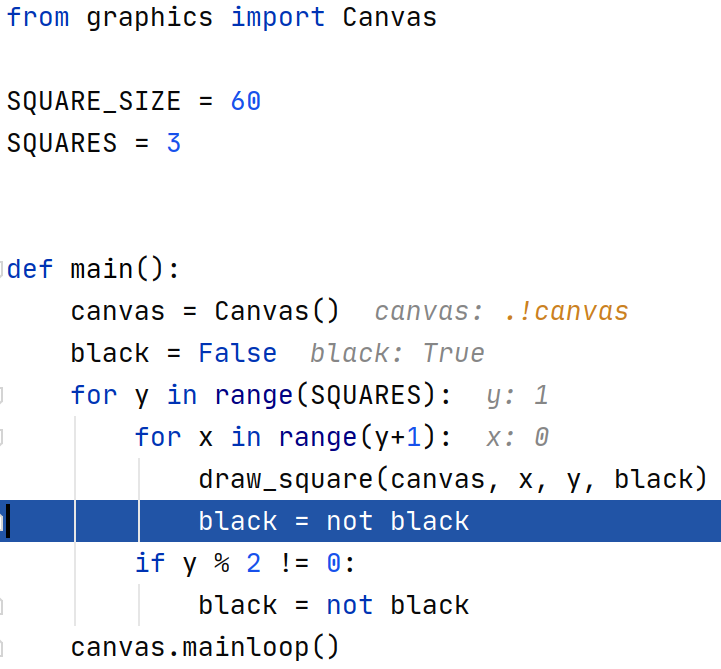 from graphics import Canvas
SQUARE_SIZE = 60
SQUARES = 3
def main():
canvas = Canvas() canvas: .!canvas
black = False black: True
for y in range(SQUARES): y: 1
for x in range(y+1): x: 0
draw_square(canvas, x, y, black)
black = not black
if y % 2 != 0:
black = not black
canvas.mainloop()